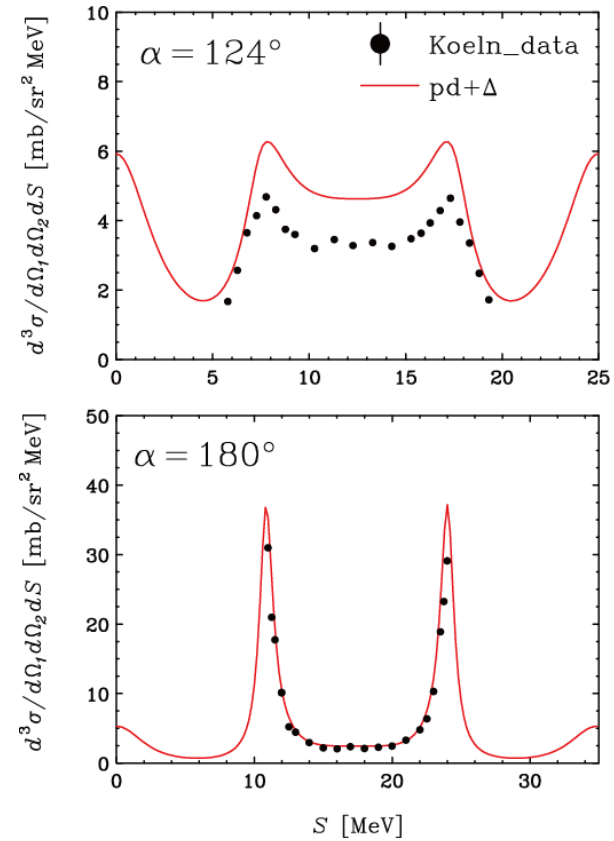 10
8
6
4
2
0
α = 124°
Koeln_data
pd+Δ
d³σ/dΩ₁dΩ₂dS [mb/sr² MeV]
0 5 10 15 20 25
50
40
30
20
10
0
α = 180°
d³σ/dΩ₁dΩ₂dS [mb/sr² MeV]
0 10 20 30
S [MeV]